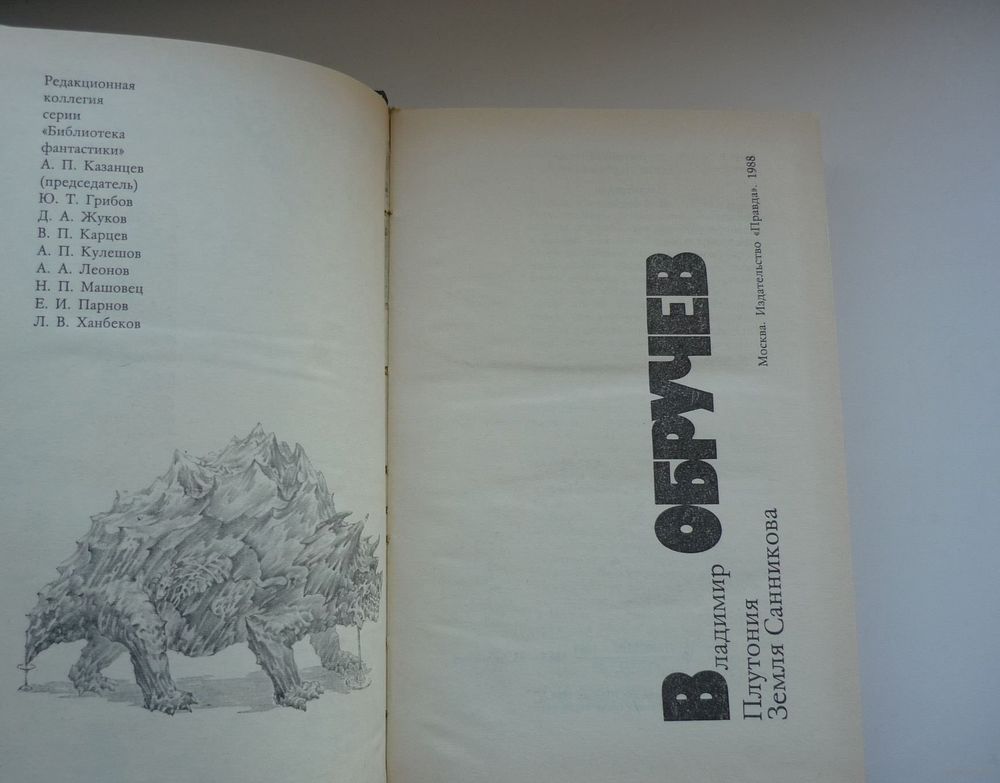 Редакционная
коллегия
серии
«Библиотека
фантастики»
А. П. Казанцев
(председатель)
Ю. Т. Грибов
Д. А. Жуков
В. П. Карцев
А. П. Кулешов
А. А. Леонов
Н. П. Машовец
Е. И. Парнов
Л. В. Ханбеков
Владимир ОБРУЧЕВ
Плутония
Земля Санникова
Москва. Издательство «Правда». 1988